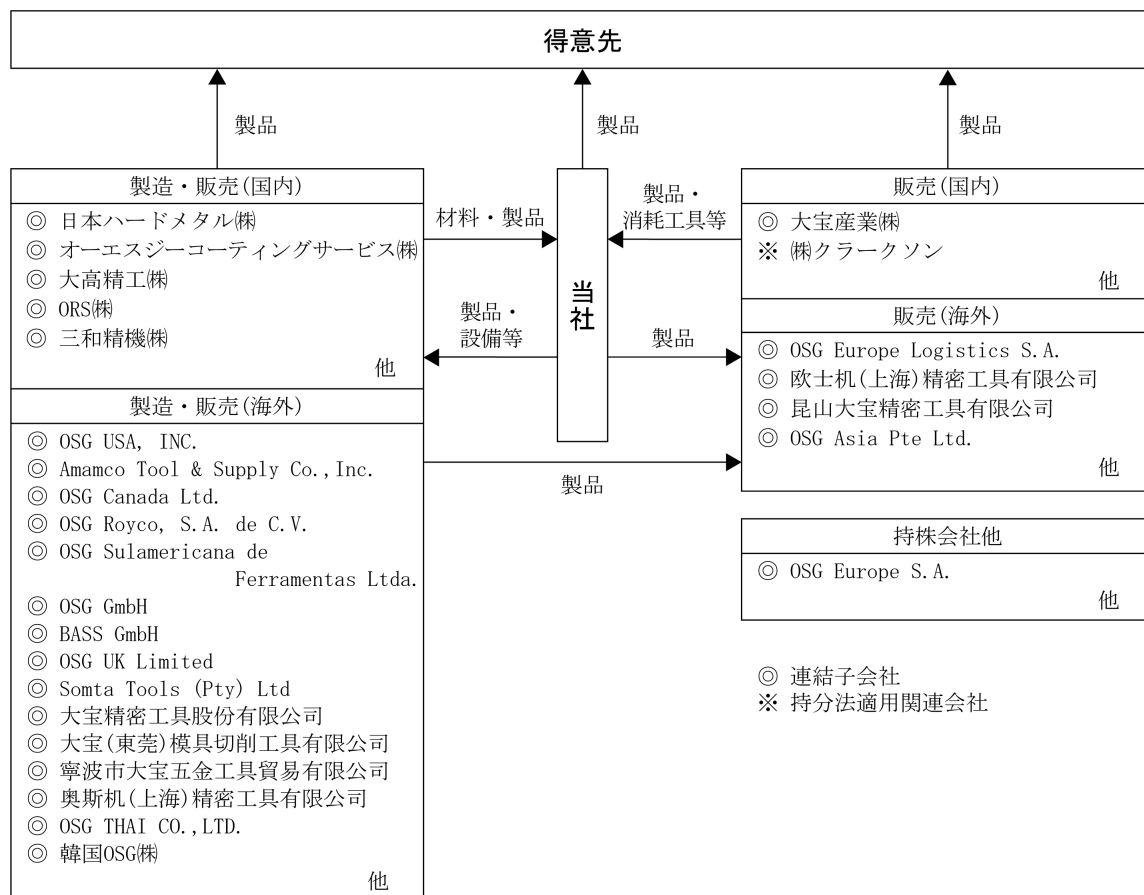 得意先
製品
製品
製品
製造・販売(国内)
◎ 日本ハードメタル㈱
◎ オーエスジーコーティングサービス㈱
◎ 大高精工㈱
◎ ORS㈱
◎ 三和精機㈱
他
製造・販売(海外)
◎ OSG USA, INC.
◎ Amamco Tool & Supply Co.,Inc.
◎ OSG Canada Ltd.
◎ OSG Royco, S.A. de C.V.
◎ OSG Sulamericana de
Ferramentas Ltda.
◎ OSG GmbH
◎ BASS GmbH
◎ OSG UK Limited
◎ Somta Tools (Pty) Ltd
◎ 大宝精密工具股份有限公司
◎ 大宝(東莞)模具切削工具有限公司
◎ 寧波市大宝五金工具貿易有限公司
◎ 奥斯机(上海)精密工具有限公司
◎ OSG THAI CO.,LTD.
◎ 韓国OSG㈱
他
材料・製品
製品・
設備等
当社
製品・
消耗工具等
製品
製品
販売(国内)
◎ 大宝産業㈱
※ ㈱クラークソン
他
販売(海外)
◎ OSG Europe Logistics S.A.
◎ 欧士机(上海)精密工具有限公司
◎ 昆山大宝精密工具有限公司
◎ OSG Asia Pte Ltd.
他
持株会社他
◎ OSG Europe S.A.
他
◎ 連結子会社
※ 持分法適用関連会社